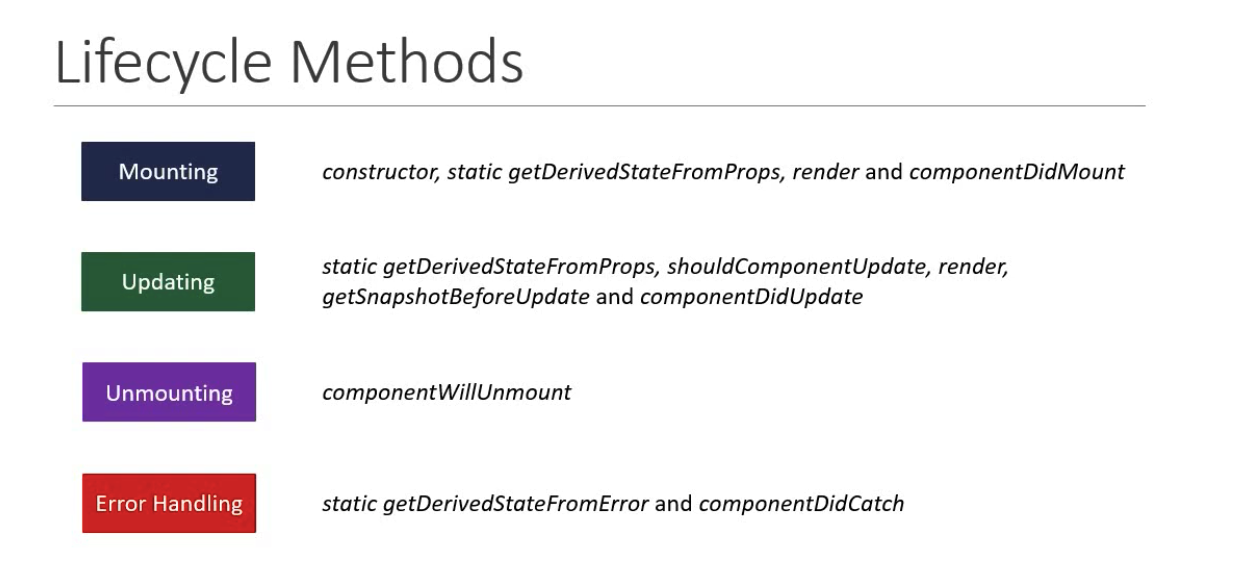 Lifecycle Methods
Mounting
constructor, static getDerivedStateFromProps, render and componentDidMount
Updating
static getDerivedStateFromProps, shouldComponentUpdate, render,
getSnapshotBeforeUpdate and componentDidUpdate
Unmounting
componentWillUnmount
Error Handling
static getDerivedStateFromError and componentDidCatch